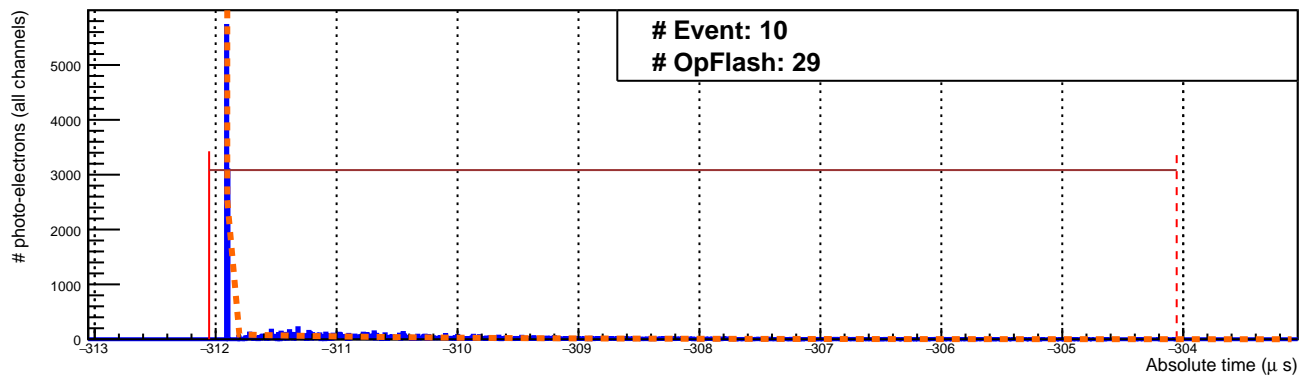 # Event: 10
# OpFlash: 29
# photo-electrons (all channels)
5000
4000
3000
2000
1000
0
−313 −312 −311 −310 −309 −308 −307 −306 −305 −304
Absolute time (μ s)